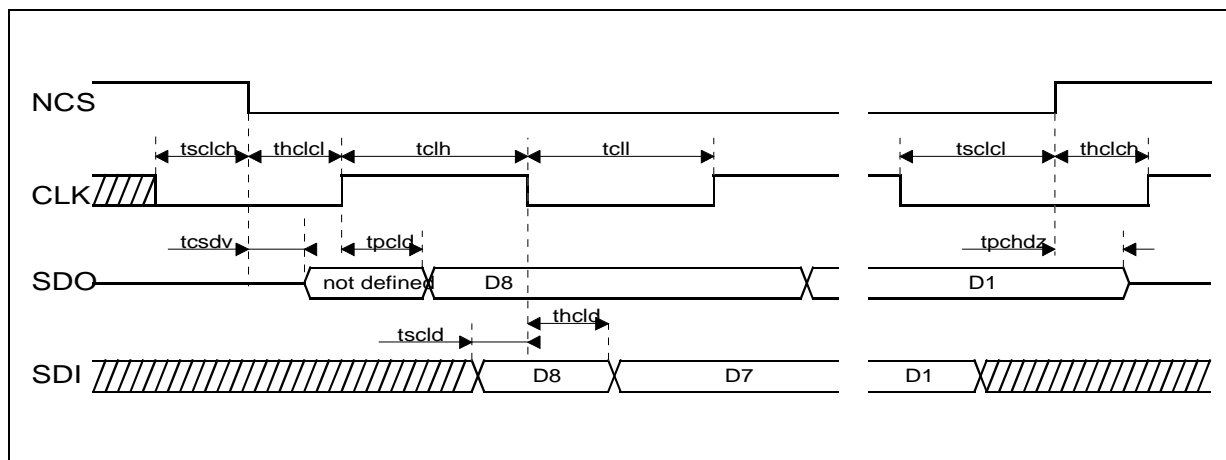 NCS
tsclch thclcl tclh tcll tsclcl thclch
CLK
tcsdv tpcld tpchdz
SDO not defined D8 D1
tscld thcld
SDI D8 D7 D1